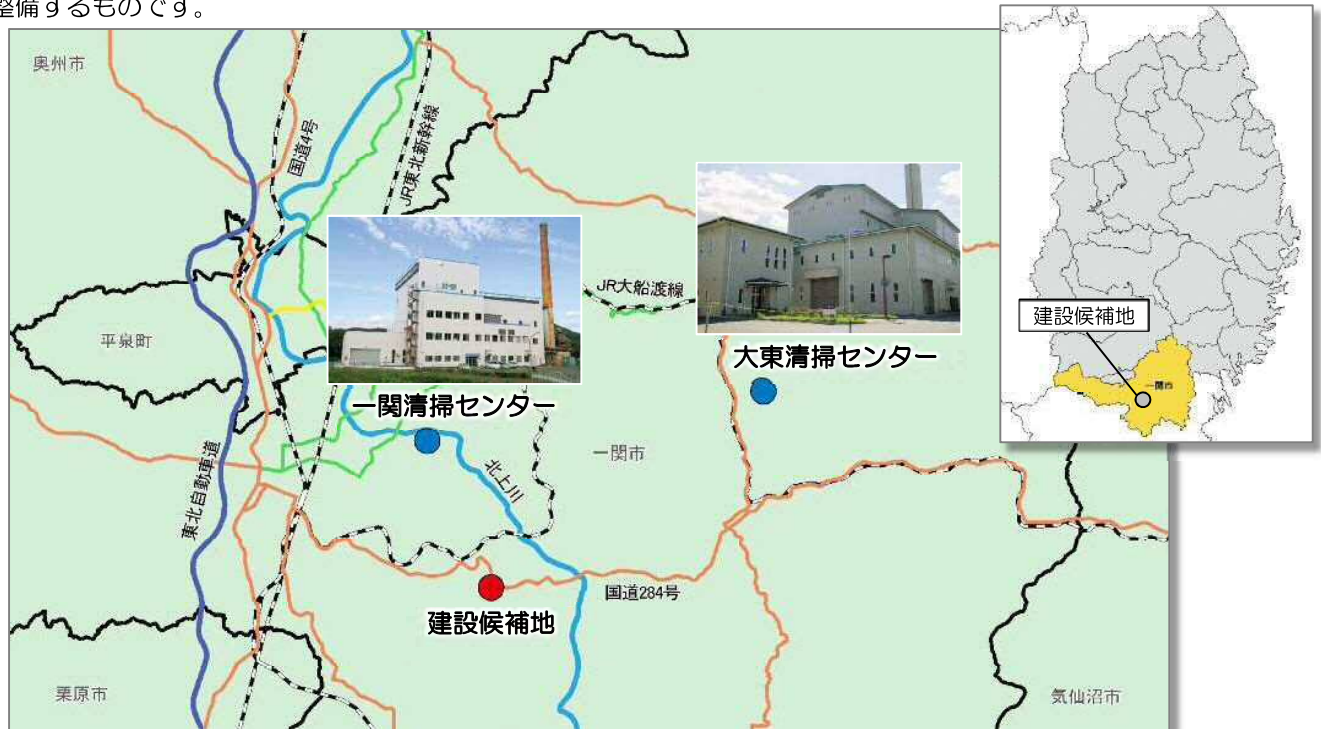 整備するものです。
奥州市
国道4号
JR東北新幹線
JR大船渡線
平泉町
大東清掃センター
一関清掃センター
一関市
北上川
東北自動車道
国道284号
建設候補地
栗原市
気仙沼市
建設候補地
一関市